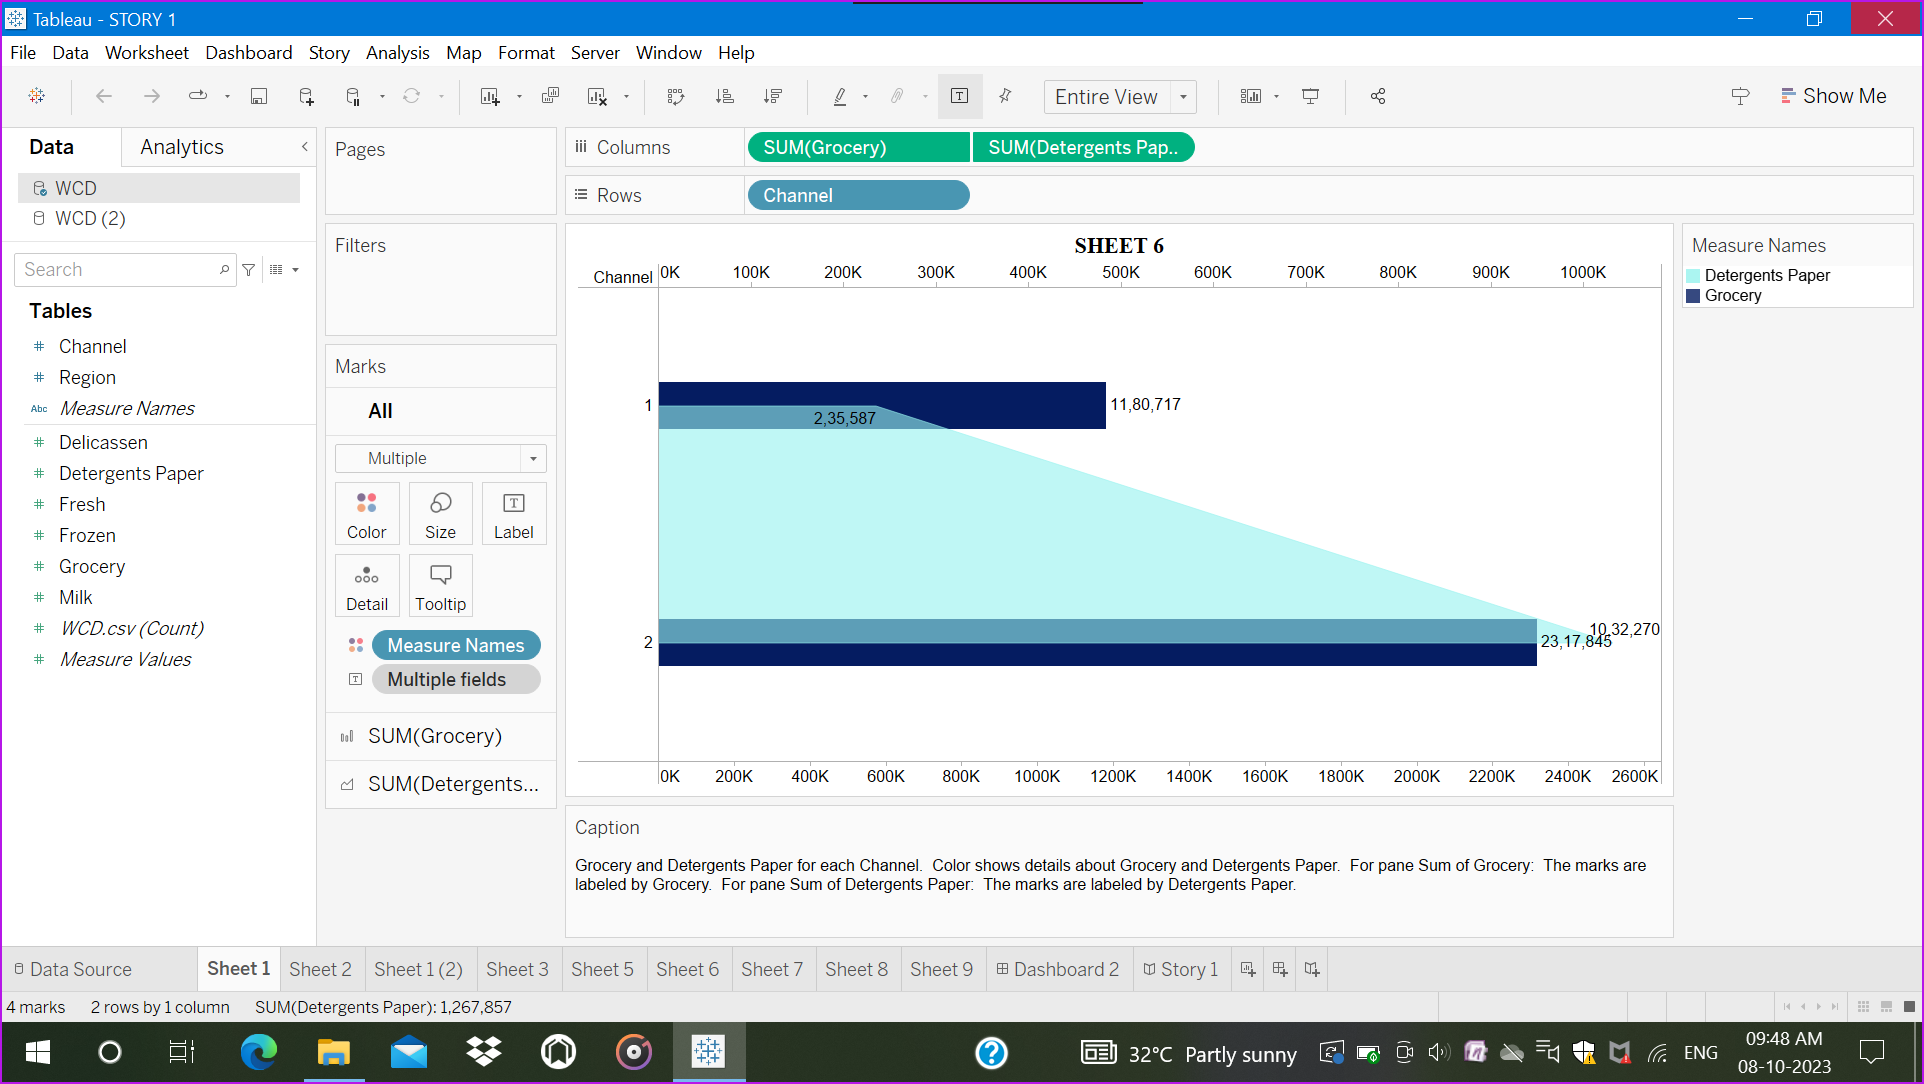 Tableau - STORY 1
File Data Worksheet Dashboard Story Analysis Map Format Server Window Help
Entire View
Show Me
Data Analytics
WCD
WCD (2)
Search
Tables
Channel
Region
Abc Measure Names
Delicassen
Detergents Paper
Fresh
Frozen
Grocery
Milk
WCD.csv (Count)
Measure Values
Pages
Filters
Marks
All
Multiple
Color Size Label
Detail Tooltip
Measure Names
Multiple fields
SUM(Grocery)
SUM(Detergents...
Columns SUM(Grocery) SUM(Detergents Pap..
Rows Channel
SHEET 6
Channel 0K 100K 200K 300K 400K 500K 600K 700K 800K 900K 1000K
1 11,80,717
2,35,587
10,32,270
2 23,17,845
0K 200K 400K 600K 800K 1000K 1200K 1400K 1600K 1800K 2000K 2200K 2400K 2600K
Measure Names
Detergents Paper
Grocery
Caption
Grocery and Detergents Paper for each Channel. Color shows details about Grocery and Detergents Paper. For pane Sum of Grocery: The marks are
labeled by Grocery. For pane Sum of Detergents Paper: The marks are labeled by Detergents Paper.
Data Source Sheet 1 Sheet 2 Sheet 1 (2) Sheet 3 Sheet 5 Sheet 6 Sheet 7 Sheet 8 Sheet 9 Dashboard 2 Story 1
4 marks 2 rows by 1 column SUM(Detergents Paper): 1,267,857
32°C Partly sunny ENG 09:48 AM
08-10-2023